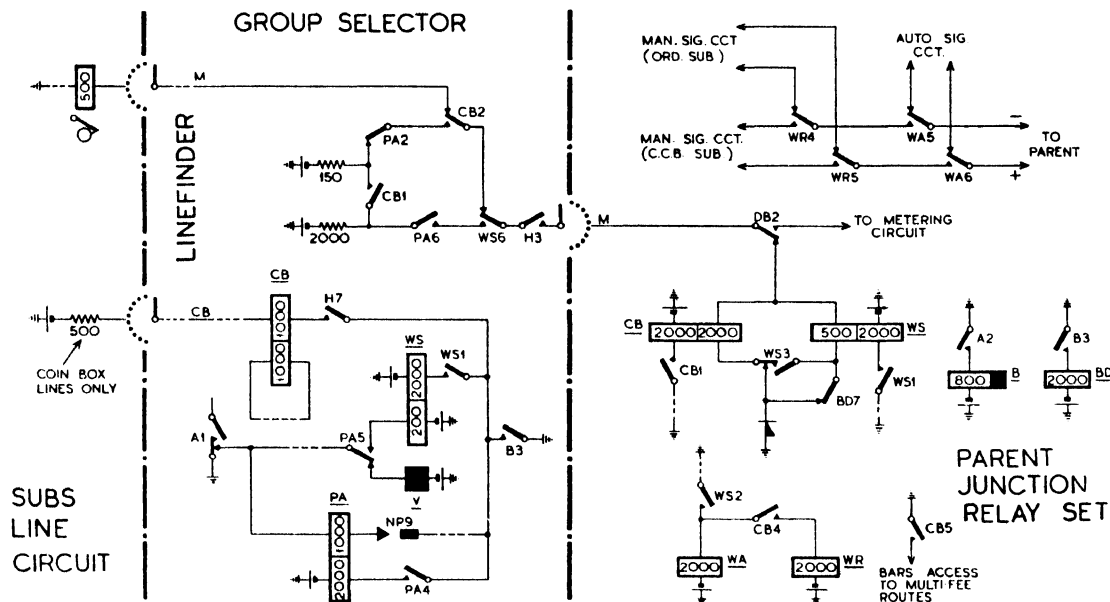 GROUP SELECTOR
LINEFINDER
500
M
CB2
PA2
150
CB1
2000
PA6
WS6
H3
M
MAN. SIG. CCT
(ORD. SUB)
AUTO SIG
CCT.
MAN. SIG. CCT.
(C.C.B. SUB)
WR4
WA5
WR5
WA6
−
TO
PARENT
+
DB2
TO METERING
CIRCUIT
500
COIN BOX
LINES ONLY
CB
CB
1000
1000
H7
WS
2000
200
WS1
A1
PA5
V
B3
PA
1000
2000
NP9
PA4
SUBS
LINE
CIRCUIT
CB
2000
2000
500
2000
WS
CB1
WS3
BD7
WS1
A2
800
B
B3
2000
BD
WS2
CB4
2000
WA
2000
WR
CB5
BARS ACCESS
TO MULTI-FEE
ROUTES
PARENT
JUNCTION
RELAY SET